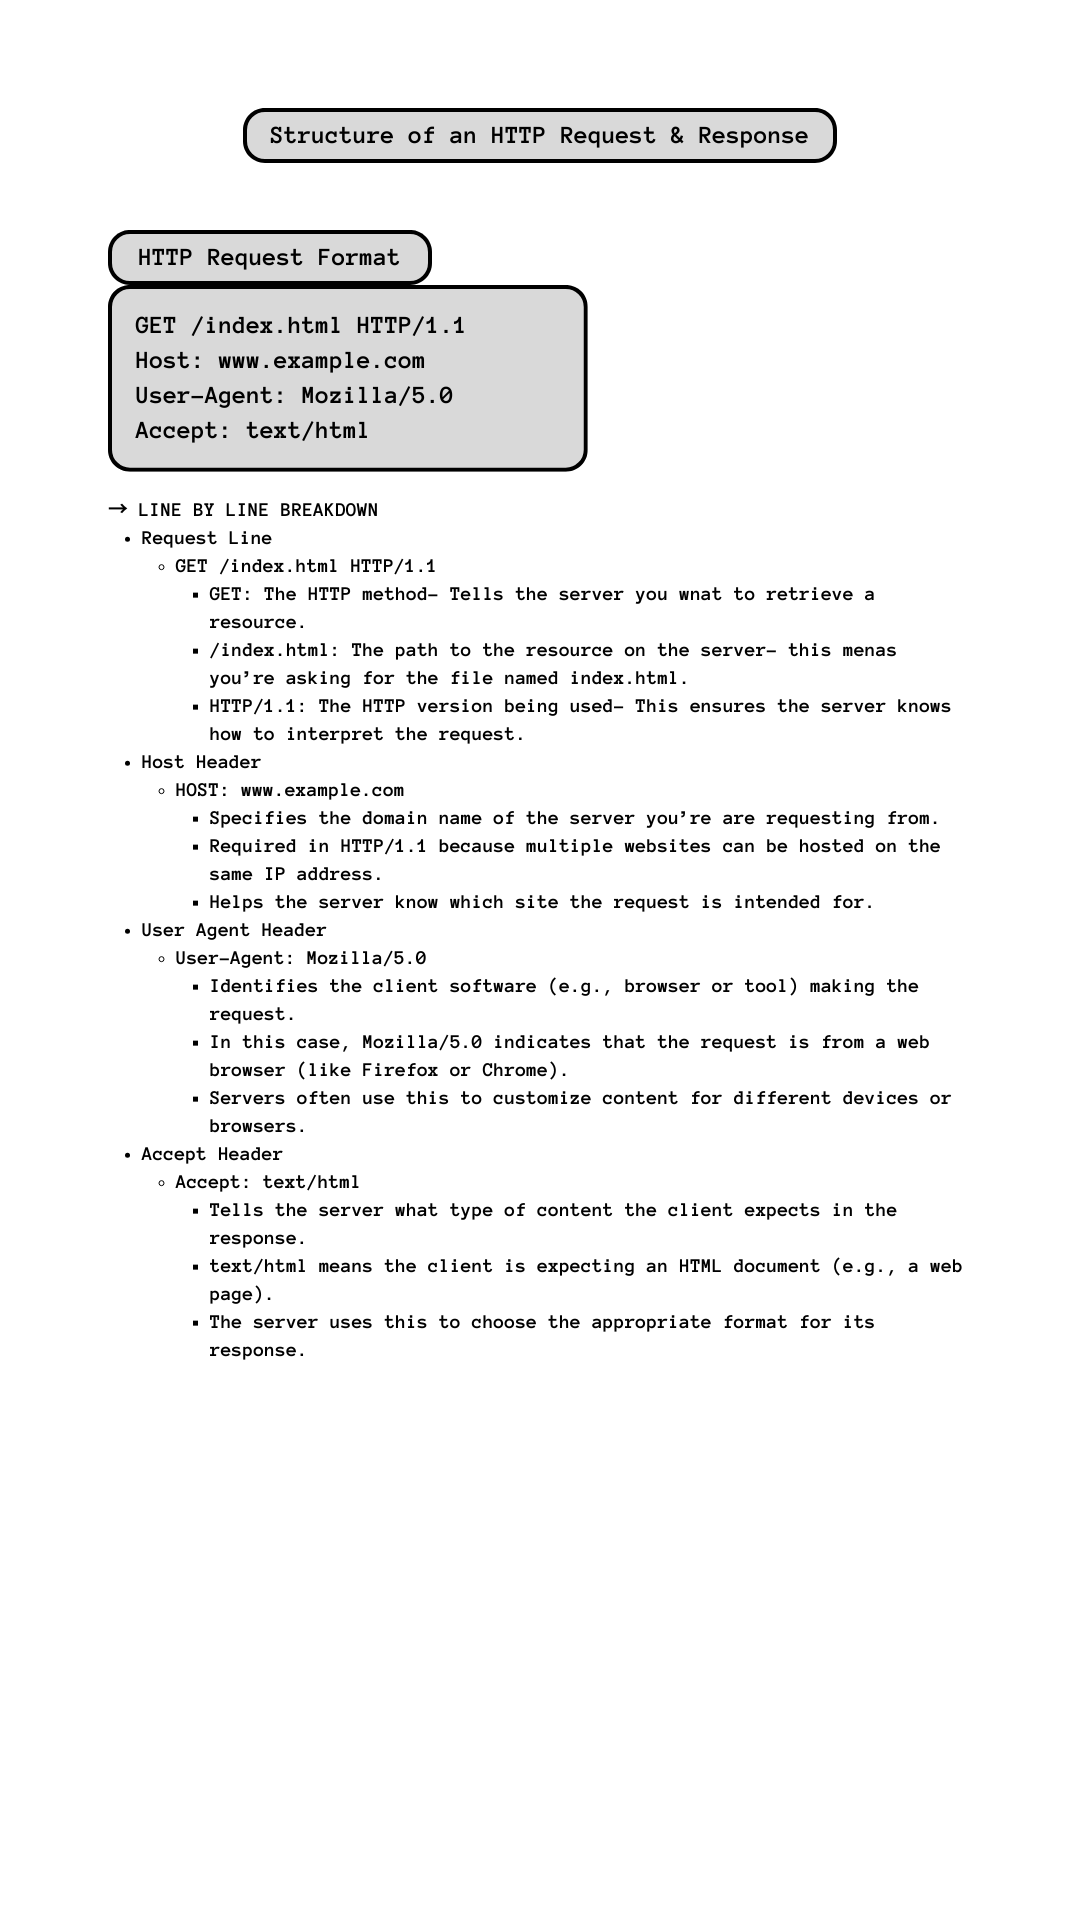 Structure of an HTTP Request & Response
HTTP Request Format
GET /index.html HTTP/1.1
Host: www.example.com
User-Agent: Mozilla/5.0
Accept: text/html
→ LINE BY LINE BREAKDOWN
• Request Line
◦ GET /index.html HTTP/1.1
▪ GET: The HTTP method- Tells the server you wnat to retrieve a
resource.
▪ /index.html: The path to the resource on the server- this menas
you’re asking for the file named index.html.
▪ HTTP/1.1: The HTTP version being used- This ensures the server knows
how to interpret the request.
• Host Header
◦ HOST: www.example.com
▪ Specifies the domain name of the server you’re are requesting from.
▪ Required in HTTP/1.1 because multiple websites can be hosted on the
same IP address.
▪ Helps the server know which site the request is intended for.
• User Agent Header
◦ User-Agent: Mozilla/5.0
▪ Identifies the client software (e.g., browser or tool) making the
request.
▪ In this case, Mozilla/5.0 indicates that the request is from a web
browser (like Firefox or Chrome).
▪ Servers often use this to customize content for different devices or
browsers.
• Accept Header
◦ Accept: text/html
▪ Tells the server what type of content the client expects in the
response.
▪ text/html means the client is expecting an HTML document (e.g., a web
page).
▪ The server uses this to choose the appropriate format for its
response.